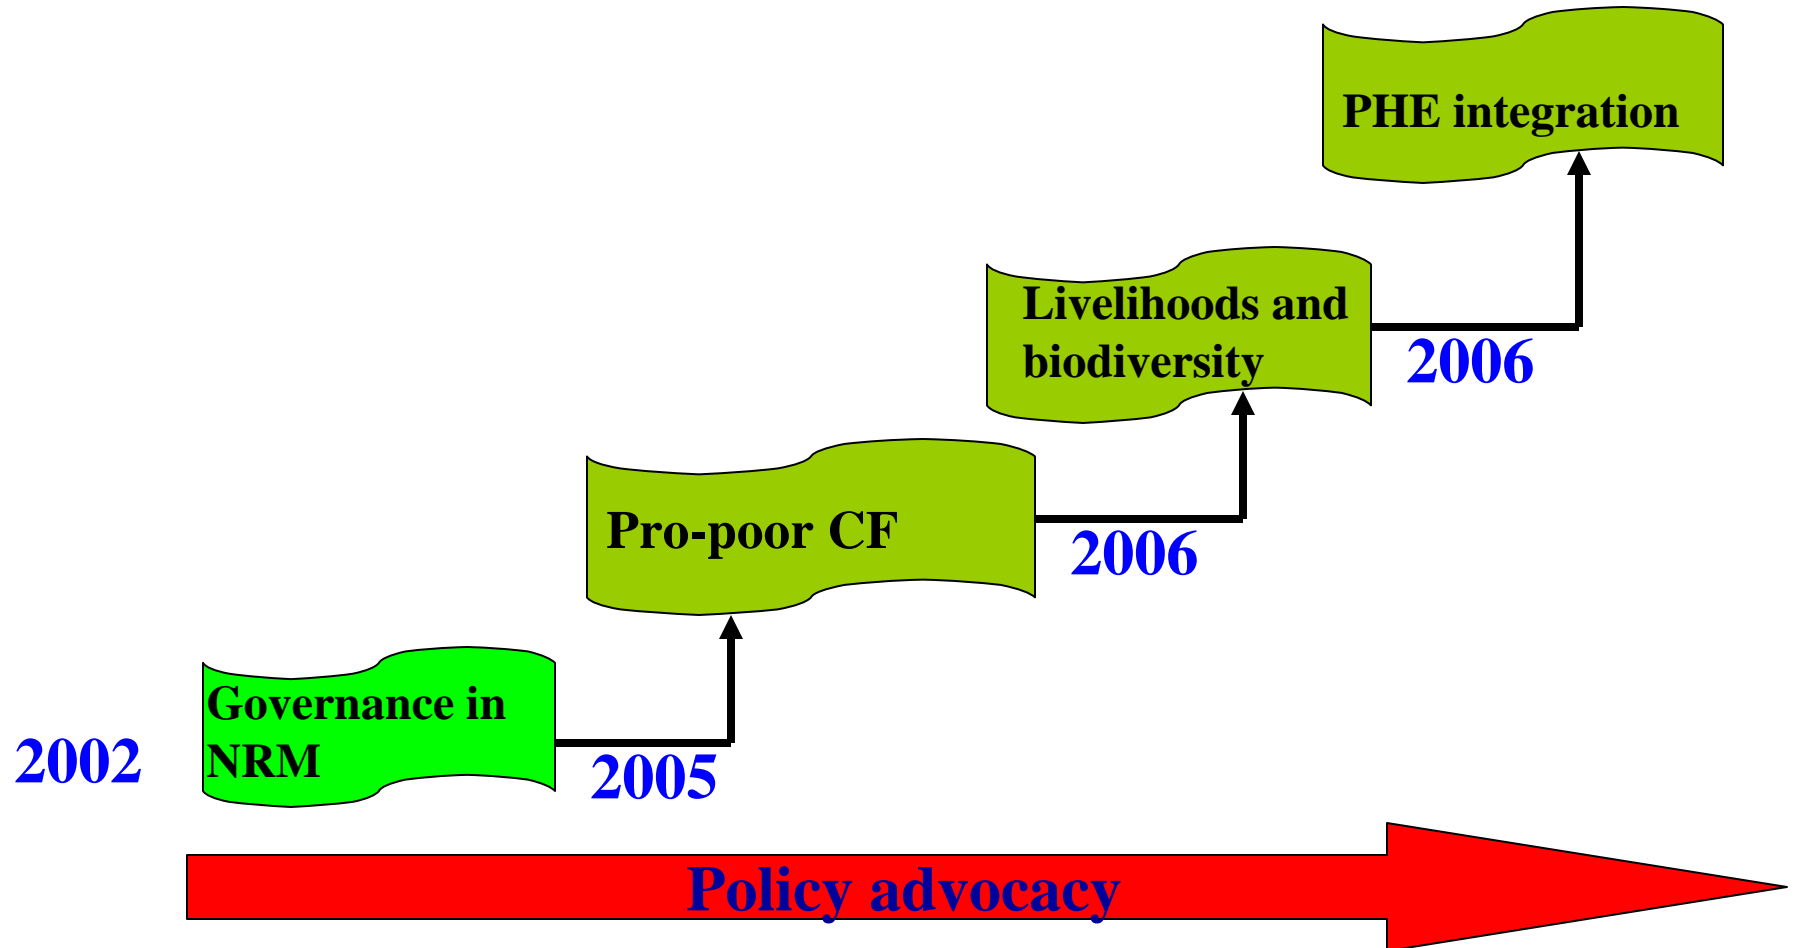 PHE integration
Livelihoods and
biodiversity
2006
Pro-poor CF
2006
Governance in
NRM
2002
2005
Policy advocacy